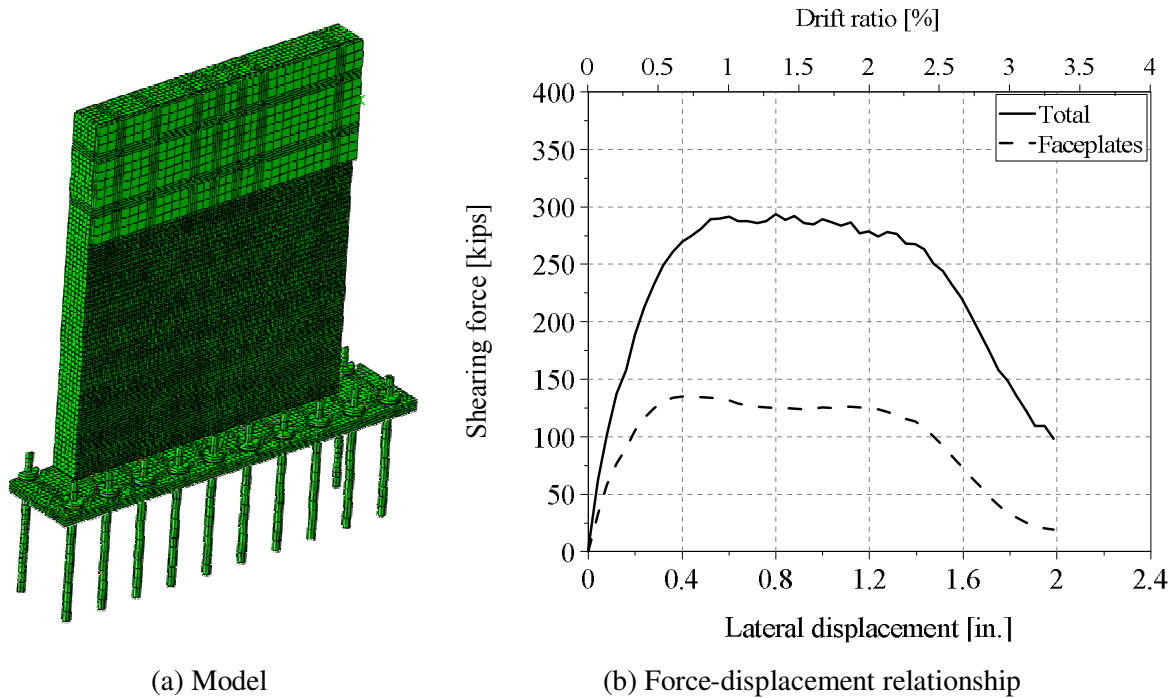 Drift ratio [%]
0 0.5 1 1.5 2 2.5 3 3.5 4
400
350
300
250
200
150
100
50
0
Shearing force [kips]
Total
Faceplates
0 0.4 0.8 1.2 1.6 2 2.4
Lateral displacement [in.]
(a) Model (b) Force-displacement relationship